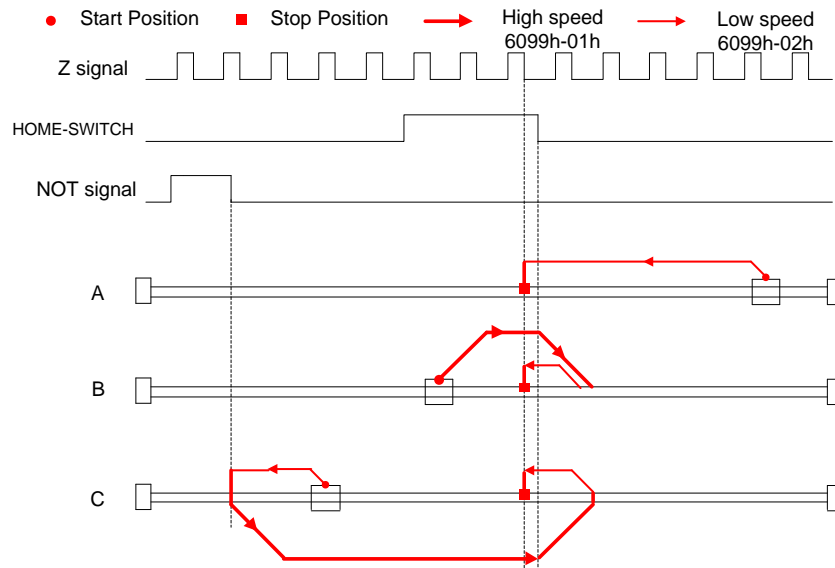 Start Position
Stop Position
High speed
6099h-01h
Low speed
6099h-02h
Z signal
HOME-SWITCH
NOT signal
A
B
C